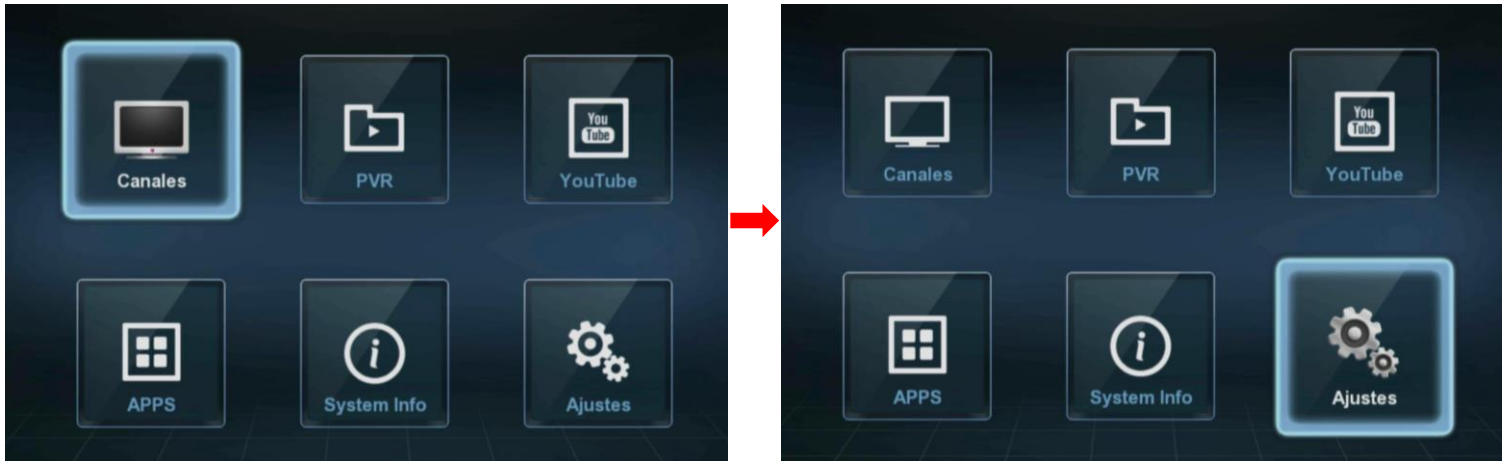 You
Tube
Canales
PVR
YouTube
APPS
System Info
Ajustes
You
Tube
Canales
PVR
YouTube
APPS
System Info
Ajustes